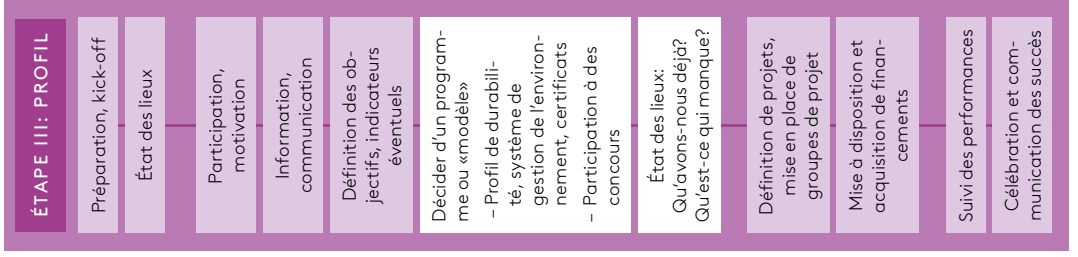 ÉTAPE III: PROFIL
Préparation, kick-off
État des lieux
Participation,
motivation
Information,
communication
Définition des ob-
jectifs, indicateurs
éventuels
Décider d’un program-
me ou «modèle»
– Profil de durabili-
té, système de
gestion de l’environ-
nement, certificats
– Participation à des
concours
État des lieux:
Qu’avons-nous déjà?
Qu’est-ce qui manque?
Définition de projets,
mise en place de
groupes de projet
Mise à disposition et
acquisition de finan-
cements
Suivi des performances
Célébration et com-
munication des succès